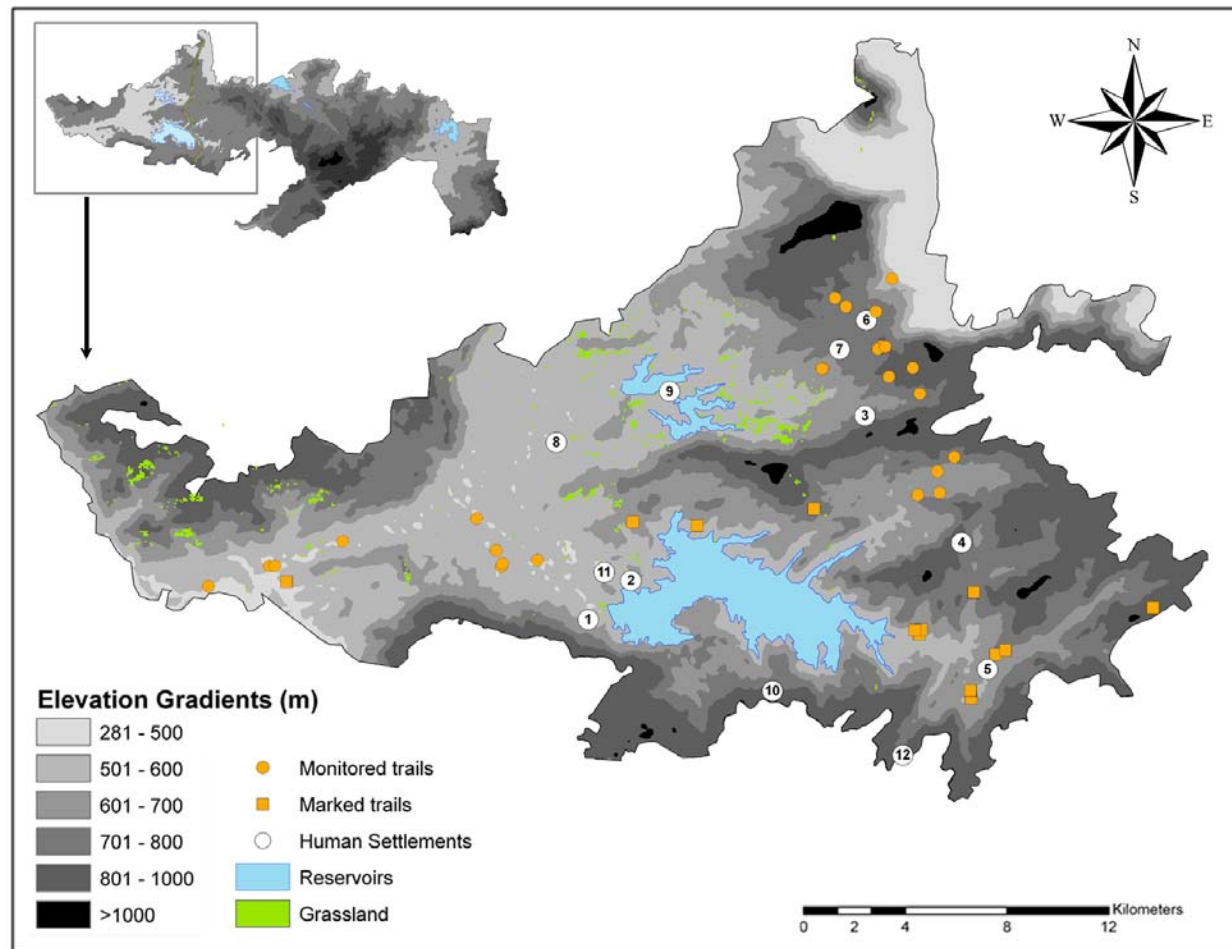 N
W E
S
6
7
3
9
8
4
11
2
1
5
10
12
Elevation Gradients (m)
281 - 500
501 - 600
601 - 700
701 - 800
801 - 1000
>1000
Monitored trails
Marked trails
Human Settlements
Reservoirs
Grassland
Kilometers
0 2 4 8 12